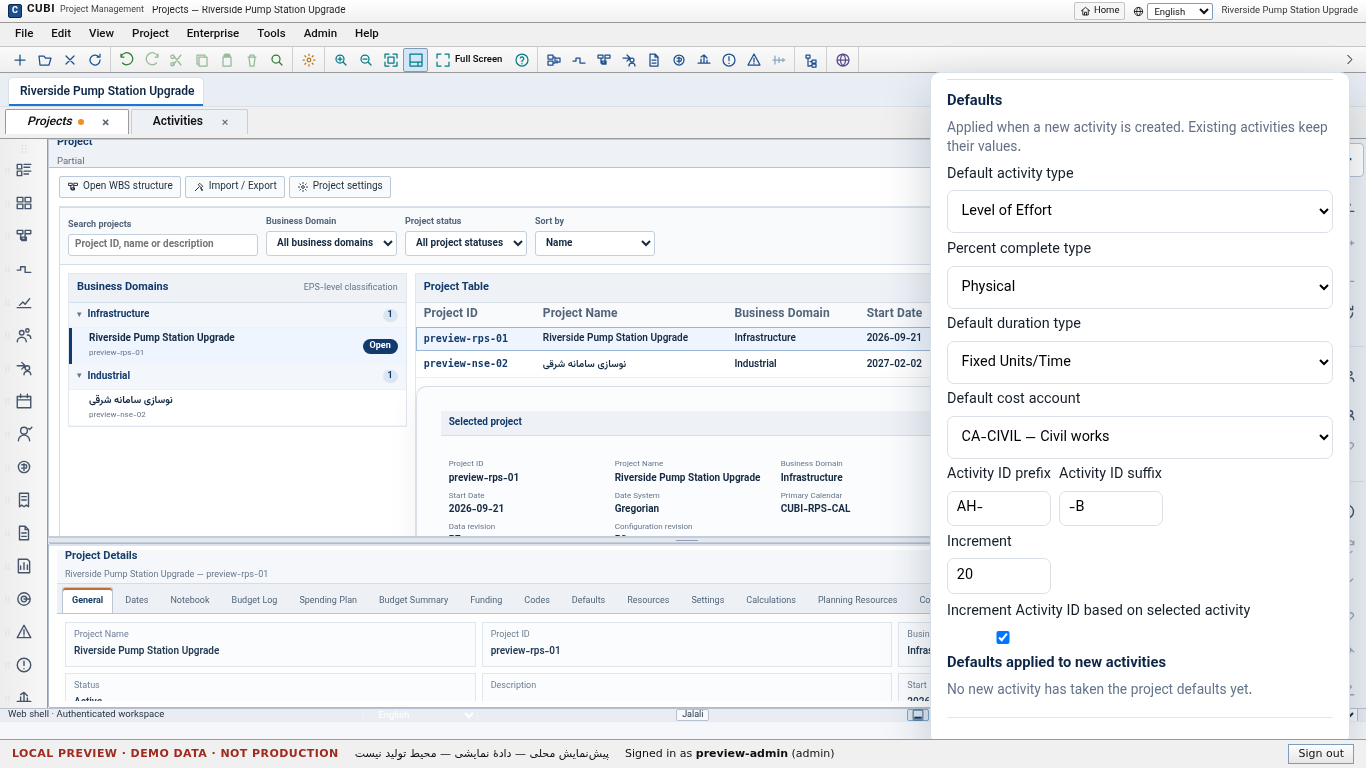 CUBI Project Management Projects — Riverside Pump Station Upgrade
Home English Riverside Pump Station Upgrade
File Edit View Project Enterprise Tools Admin Help
Full Screen
Riverside Pump Station Upgrade
Projects × Activities ×
Project
Partial
Open WBS structure Import / Export Project settings
Search projects Business Domain Project status Sort by
Project ID, name or description All business domains All project statuses Name
Business Domains EPS-level classification
Infrastructure 1
Riverside Pump Station Upgrade
preview-rps-01 Open
Industrial 1
نوسازی سامانه شرقی
preview-nse-02
Project Table
Project ID Project Name Business Domain Start Date
preview-rps-01 Riverside Pump Station Upgrade Infrastructure 2026-09-21
preview-nse-02 نوسازی سامانه شرقی Industrial 2027-02-02
Selected project
Project ID Project Name Business Domain
preview-rps-01 Riverside Pump Station Upgrade Infrastructure
Start Date Date System Primary Calendar
2026-09-21 Gregorian CUBI-RPS-CAL
Data revision Configuration revision
Project Details
Riverside Pump Station Upgrade — preview-rps-01
General Dates Notebook Budget Log Spending Plan Budget Summary Funding Codes Defaults Resources Settings Calculations Planning Resources Co
Project Name Project ID Busin
Riverside Pump Station Upgrade preview-rps-01 Infras
Status Description Start
Active 2026
Defaults
Applied when a new activity is created. Existing activities keep
their values.
Default activity type
Level of Effort
Percent complete type
Physical
Default duration type
Fixed Units/Time
Default cost account
CA-CIVIL — Civil works
Activity ID prefix Activity ID suffix
AH- -B
Increment
20
Increment Activity ID based on selected activity
Defaults applied to new activities
No new activity has taken the project defaults yet.
Web shell · Authenticated workspace English Jalali
LOCAL PREVIEW · DEMO DATA · NOT PRODUCTION پیش‌نمایش محلی — دادهٔ نمایشی — محیط تولید نیست Signed in as preview-admin (admin) Sign out